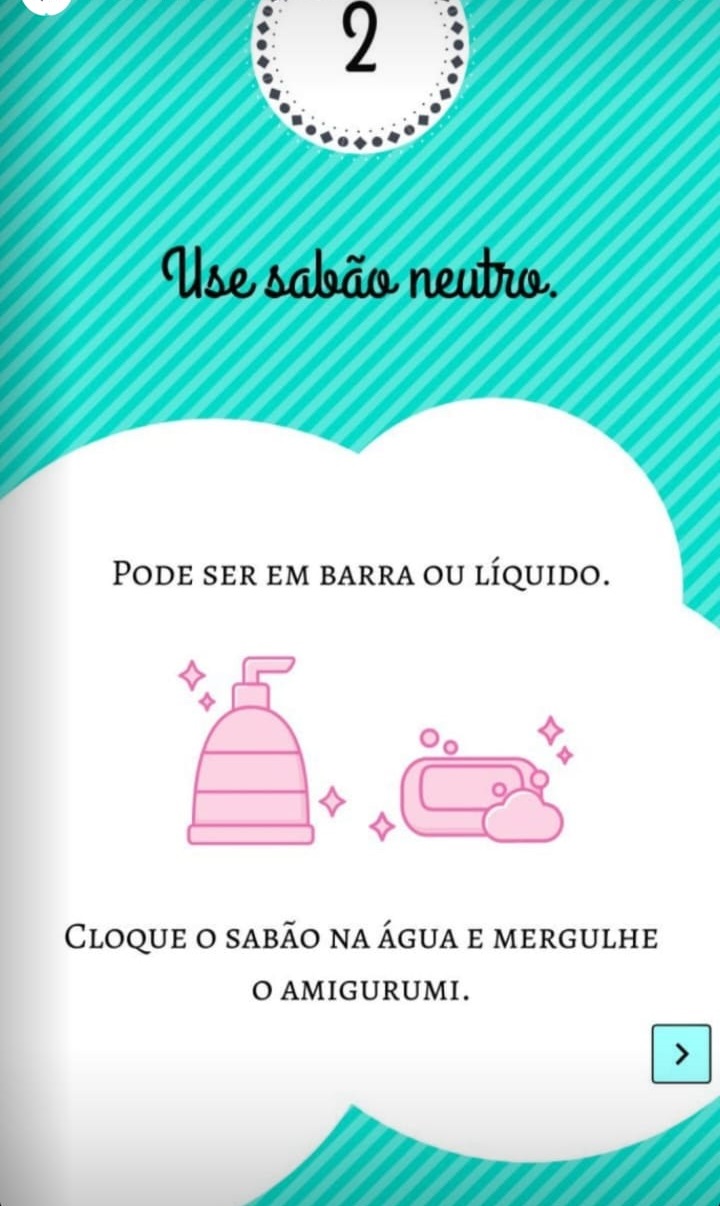 2
Use sabão neutro.
Pode ser em barra ou líquido.
Cloque o sabão na água e mergulhe
o amigurumi.